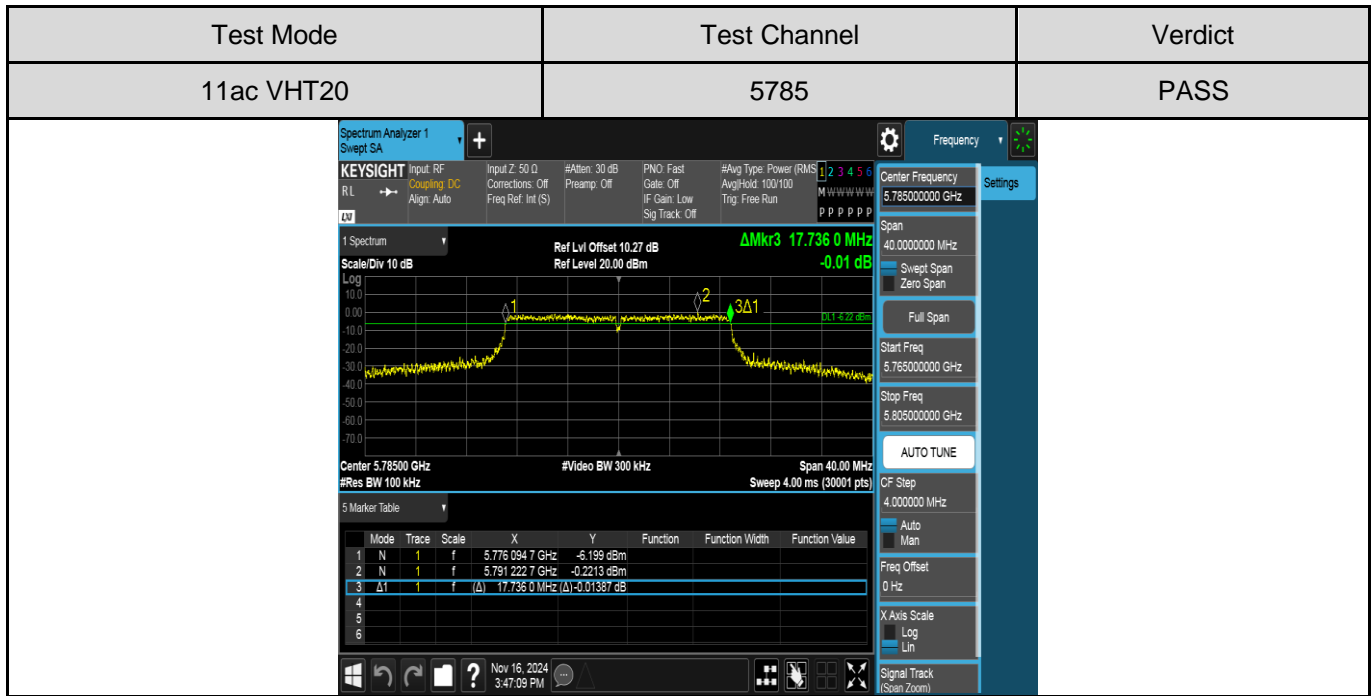 Test Mode Test Channel Verdict
11ac VHT20 5785 PASS
Spectrum Analyzer 1
Swept SA
+
Frequency
KEYSIGHT Input: RF Input Z: 50 Ω #Atten: 30 dB PNO: Fast #Avg Type: Power (RMS 1 2 3 4 5 6
R L Coupling: DC Corrections: Off Preamp: Off Gate: Off Avg|Hold: 100/100 M W W W W W
Align: Auto Freq Ref: Int (S) IF Gain: Low Trig: Free Run
LXI Sig Track: Off P P P P P P
1 Spectrum
Ref Lvl Offset 10.27 dB ΔMkr3 17.736 0 MHz
Scale/Div 10 dB Ref Level 20.00 dBm -0.01 dB
Log
10.0
0.00
-10.0
-20.0
-30.0
-40.0
-50.0
-60.0
-70.0
1 2 3Δ1
DL1 -6.22 dBm
Center 5.78500 GHz #Video BW 300 kHz Span 40.00 MHz
#Res BW 100 kHz Sweep 4.00 ms (30001 pts)
5 Marker Table
Mode Trace Scale X Y Function Function Width Function Value
1 N 1 f 5.776 094 7 GHz -6.199 dBm
2 N 1 f 5.791 222 7 GHz -0.2213 dBm
3 Δ1 1 f (Δ) 17.736 0 MHz (Δ) -0.01387 dB
4
5
6
? Nov 16, 2024
3:47:09 PM
Center Frequency
5.785000000 GHz
Settings
Span
40.0000000 MHz
Swept Span
Zero Span
Full Span
Start Freq
5.765000000 GHz
Stop Freq
5.805000000 GHz
AUTO TUNE
CF Step
4.000000 MHz
Auto
Man
Freq Offset
0 Hz
X Axis Scale
Log
Lin
Signal Track
(Span Zoom)